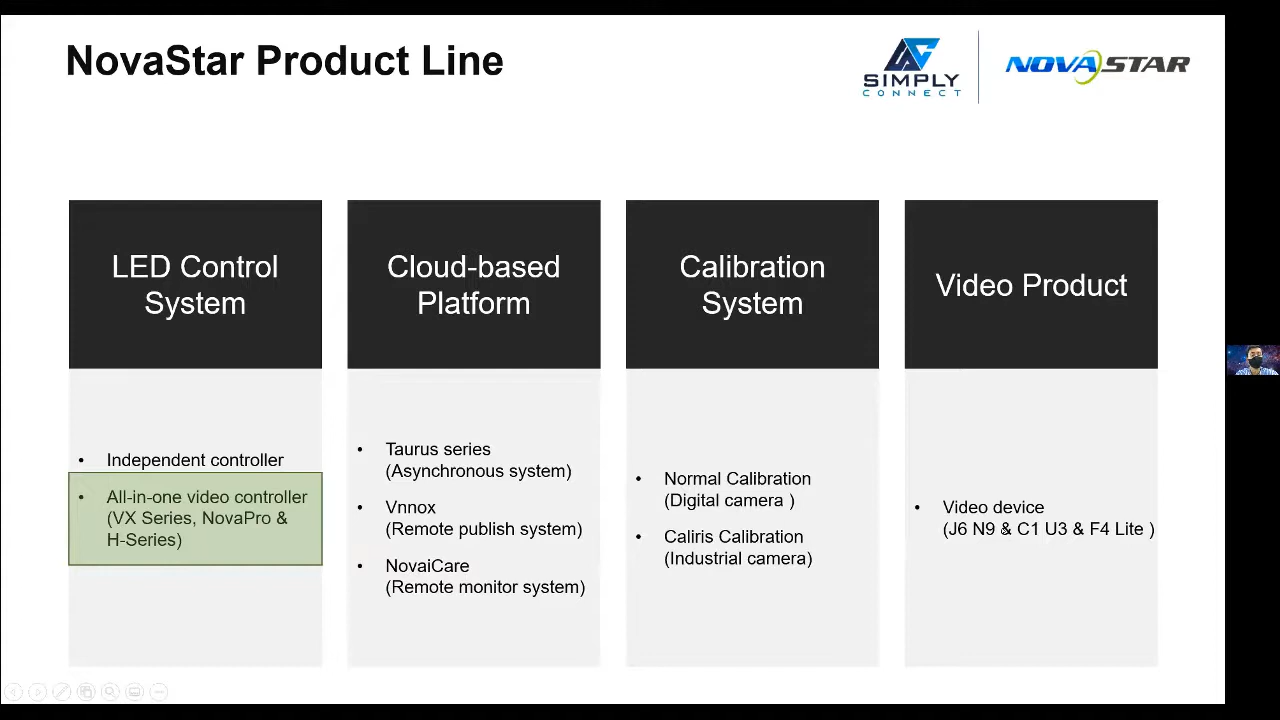 NovaStar Product Line
SIMPLY
CONNECT
NOVASTAR
LED Control
System
Cloud-based
Platform
Calibration
System
Video Product
• Independent controller
• All-in-one video controller
(VX Series, NovaPro &
H-Series)
• Taurus series
(Asynchronous system)
• Vnnox
(Remote publish system)
• NovaiCare
(Remote monitor system)
• Normal Calibration
(Digital camera )
• Caliris Calibration
(Industrial camera)
• Video device
(J6 N9 & C1 U3 & F4 Lite )